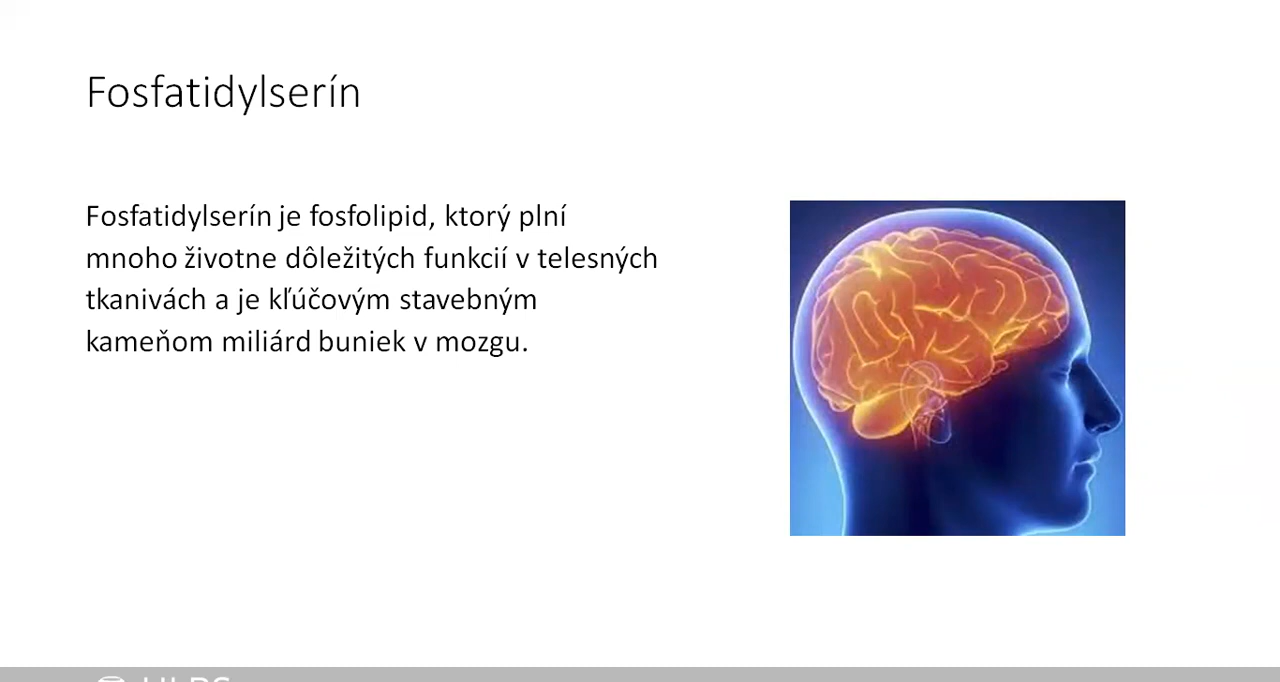 Fosfatidylserín
Fosfatidylserín je fosfolipid, ktorý plní
mnoho životne dôležitých funkcií v telesných
tkanivách a je kľúčovým stavebným
kameňom miliárd buniek v mozgu.